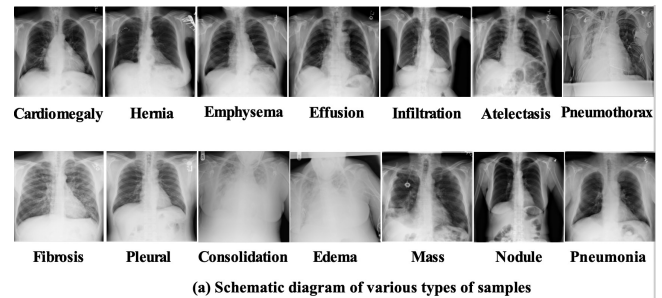 Cardiomegaly Hernia Emphysema Effusion Infiltration Atelectasis Pneumothorax
Fibrosis Pleural Consolidation Edema Mass Nodule Pneumonia
(a) Schematic diagram of various types of samples